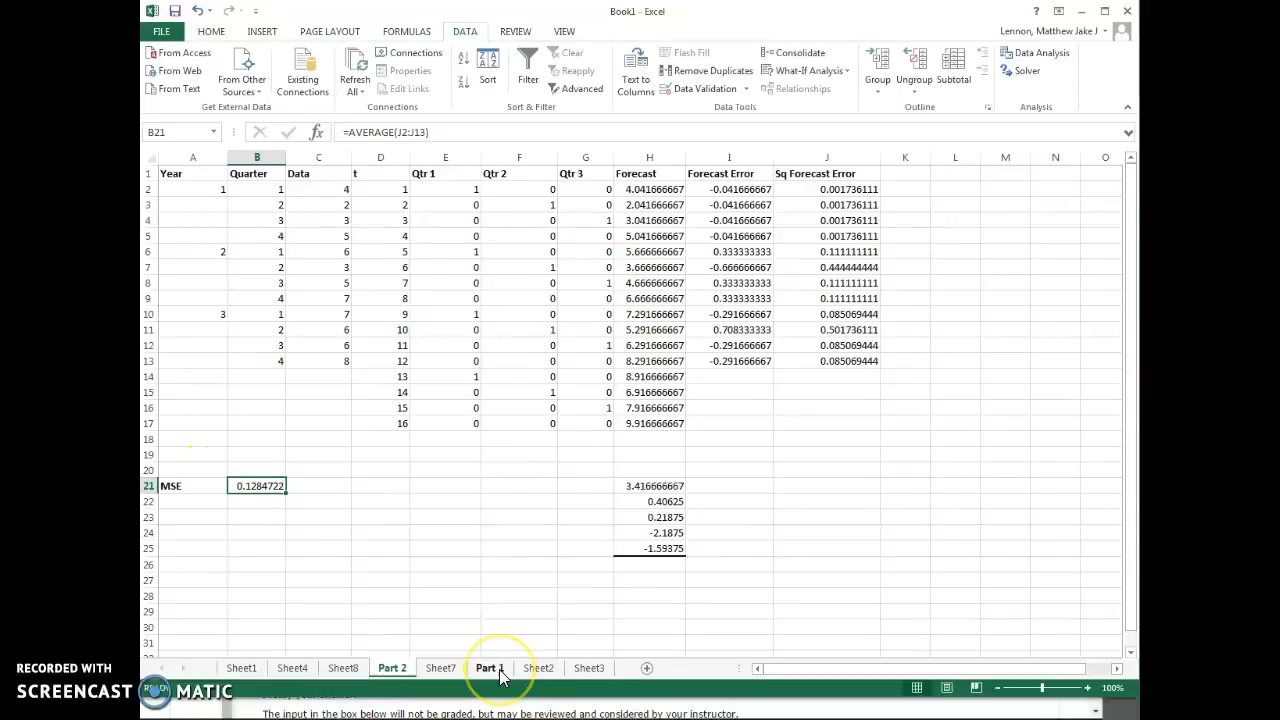 Book1 - Excel
FILE HOME INSERT PAGE LAYOUT FORMULAS DATA REVIEW VIEW Lennon, Matthew Jake J
From Access
From Web
From Text
From Other Sources
Get External Data
Existing Connections
Refresh All
Connections
Properties
Edit Links
Connections
Sort
Filter
Clear
Reapply
Advanced
Sort & Filter
Text to Columns
Flash Fill
Remove Duplicates
Data Validation
Consolidate
What-If Analysis
Relationships
Data Tools
Group
Ungroup
Subtotal
Outline
Data Analysis
Solver
Analysis
B21 fx =AVERAGE(J2:J13)
A B C D E F G H I J K L M N O
1 Year Quarter Data t Qtr 1 Qtr 2 Qtr 3 Forecast Forecast Error Sq Forecast Error
2 1 1 4 1 1 0 0 4.041666667 -0.041666667 0.001736111
3 2 2 2 0 1 0 2.041666667 -0.041666667 0.001736111
4 3 3 3 0 0 1 3.041666667 -0.041666667 0.001736111
5 4 5 4 0 0 0 5.041666667 -0.041666667 0.001736111
6 2 1 6 5 1 0 0 5.666666667 0.333333333 0.111111111
7 2 3 6 0 1 0 3.666666667 -0.666666667 0.444444444
8 3 5 7 0 0 1 4.666666667 0.333333333 0.111111111
9 4 7 8 0 0 0 6.666666667 0.333333333 0.111111111
10 3 1 7 9 1 0 0 7.291666667 -0.291666667 0.085069444
11 2 6 10 0 1 0 5.291666667 0.708333333 0.501736111
12 3 6 11 0 0 1 6.291666667 -0.291666667 0.085069444
13 4 8 12 0 0 0 8.291666667 -0.291666667 0.085069444
14 13 1 0 0 8.916666667
15 14 0 1 0 6.916666667
16 15 0 0 1 7.916666667
17 16 0 0 0 9.916666667
18
19
20
21 MSE 0.1284722 3.416666667
22 0.40625
23 0.21875
24 -2.1875
25 -1.59375
26
27
28
29
30
31
Sheet1 Sheet4 Sheet8 Part 2 Part 1 Sheet2 Sheet3
100%
RECORDED WITH
SCREENCAST MATIC
The input in the box below will not be graded, but may be reviewed and considered by your instructor.